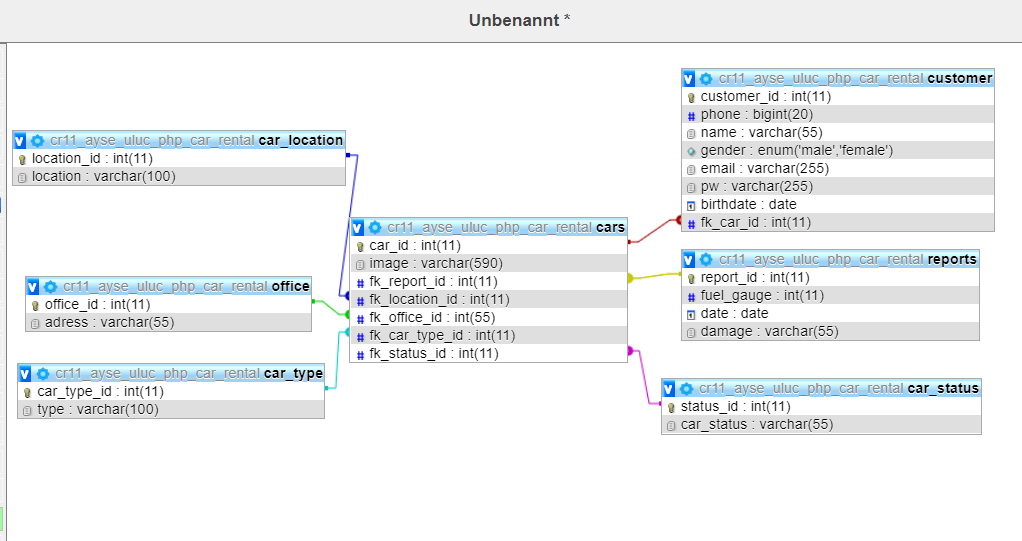 Unbenannt *
cr11_ayse_uluc_php_car_rental car_location
location_id : int(11)
location : varchar(100)
cr11_ayse_uluc_php_car_rental office
office_id : int(11)
adress : varchar(55)
cr11_ayse_uluc_php_car_rental car_type
car_type_id : int(11)
type : varchar(100)
cr11_ayse_uluc_php_car_rental cars
car_id : int(11)
image : varchar(590)
fk_report_id : int(11)
fk_location_id : int(11)
fk_office_id : int(55)
fk_car_type_id : int(11)
fk_status_id : int(11)
cr11_ayse_uluc_php_car_rental customer
customer_id : int(11)
phone : bigint(20)
name : varchar(55)
gender : enum('male','female')
email : varchar(255)
pw : varchar(255)
birthdate : date
fk_car_id : int(11)
cr11_ayse_uluc_php_car_rental reports
report_id : int(11)
fuel_gauge : int(11)
date : date
damage : varchar(55)
cr11_ayse_uluc_php_car_rental car_status
status_id : int(11)
car_status : varchar(55)